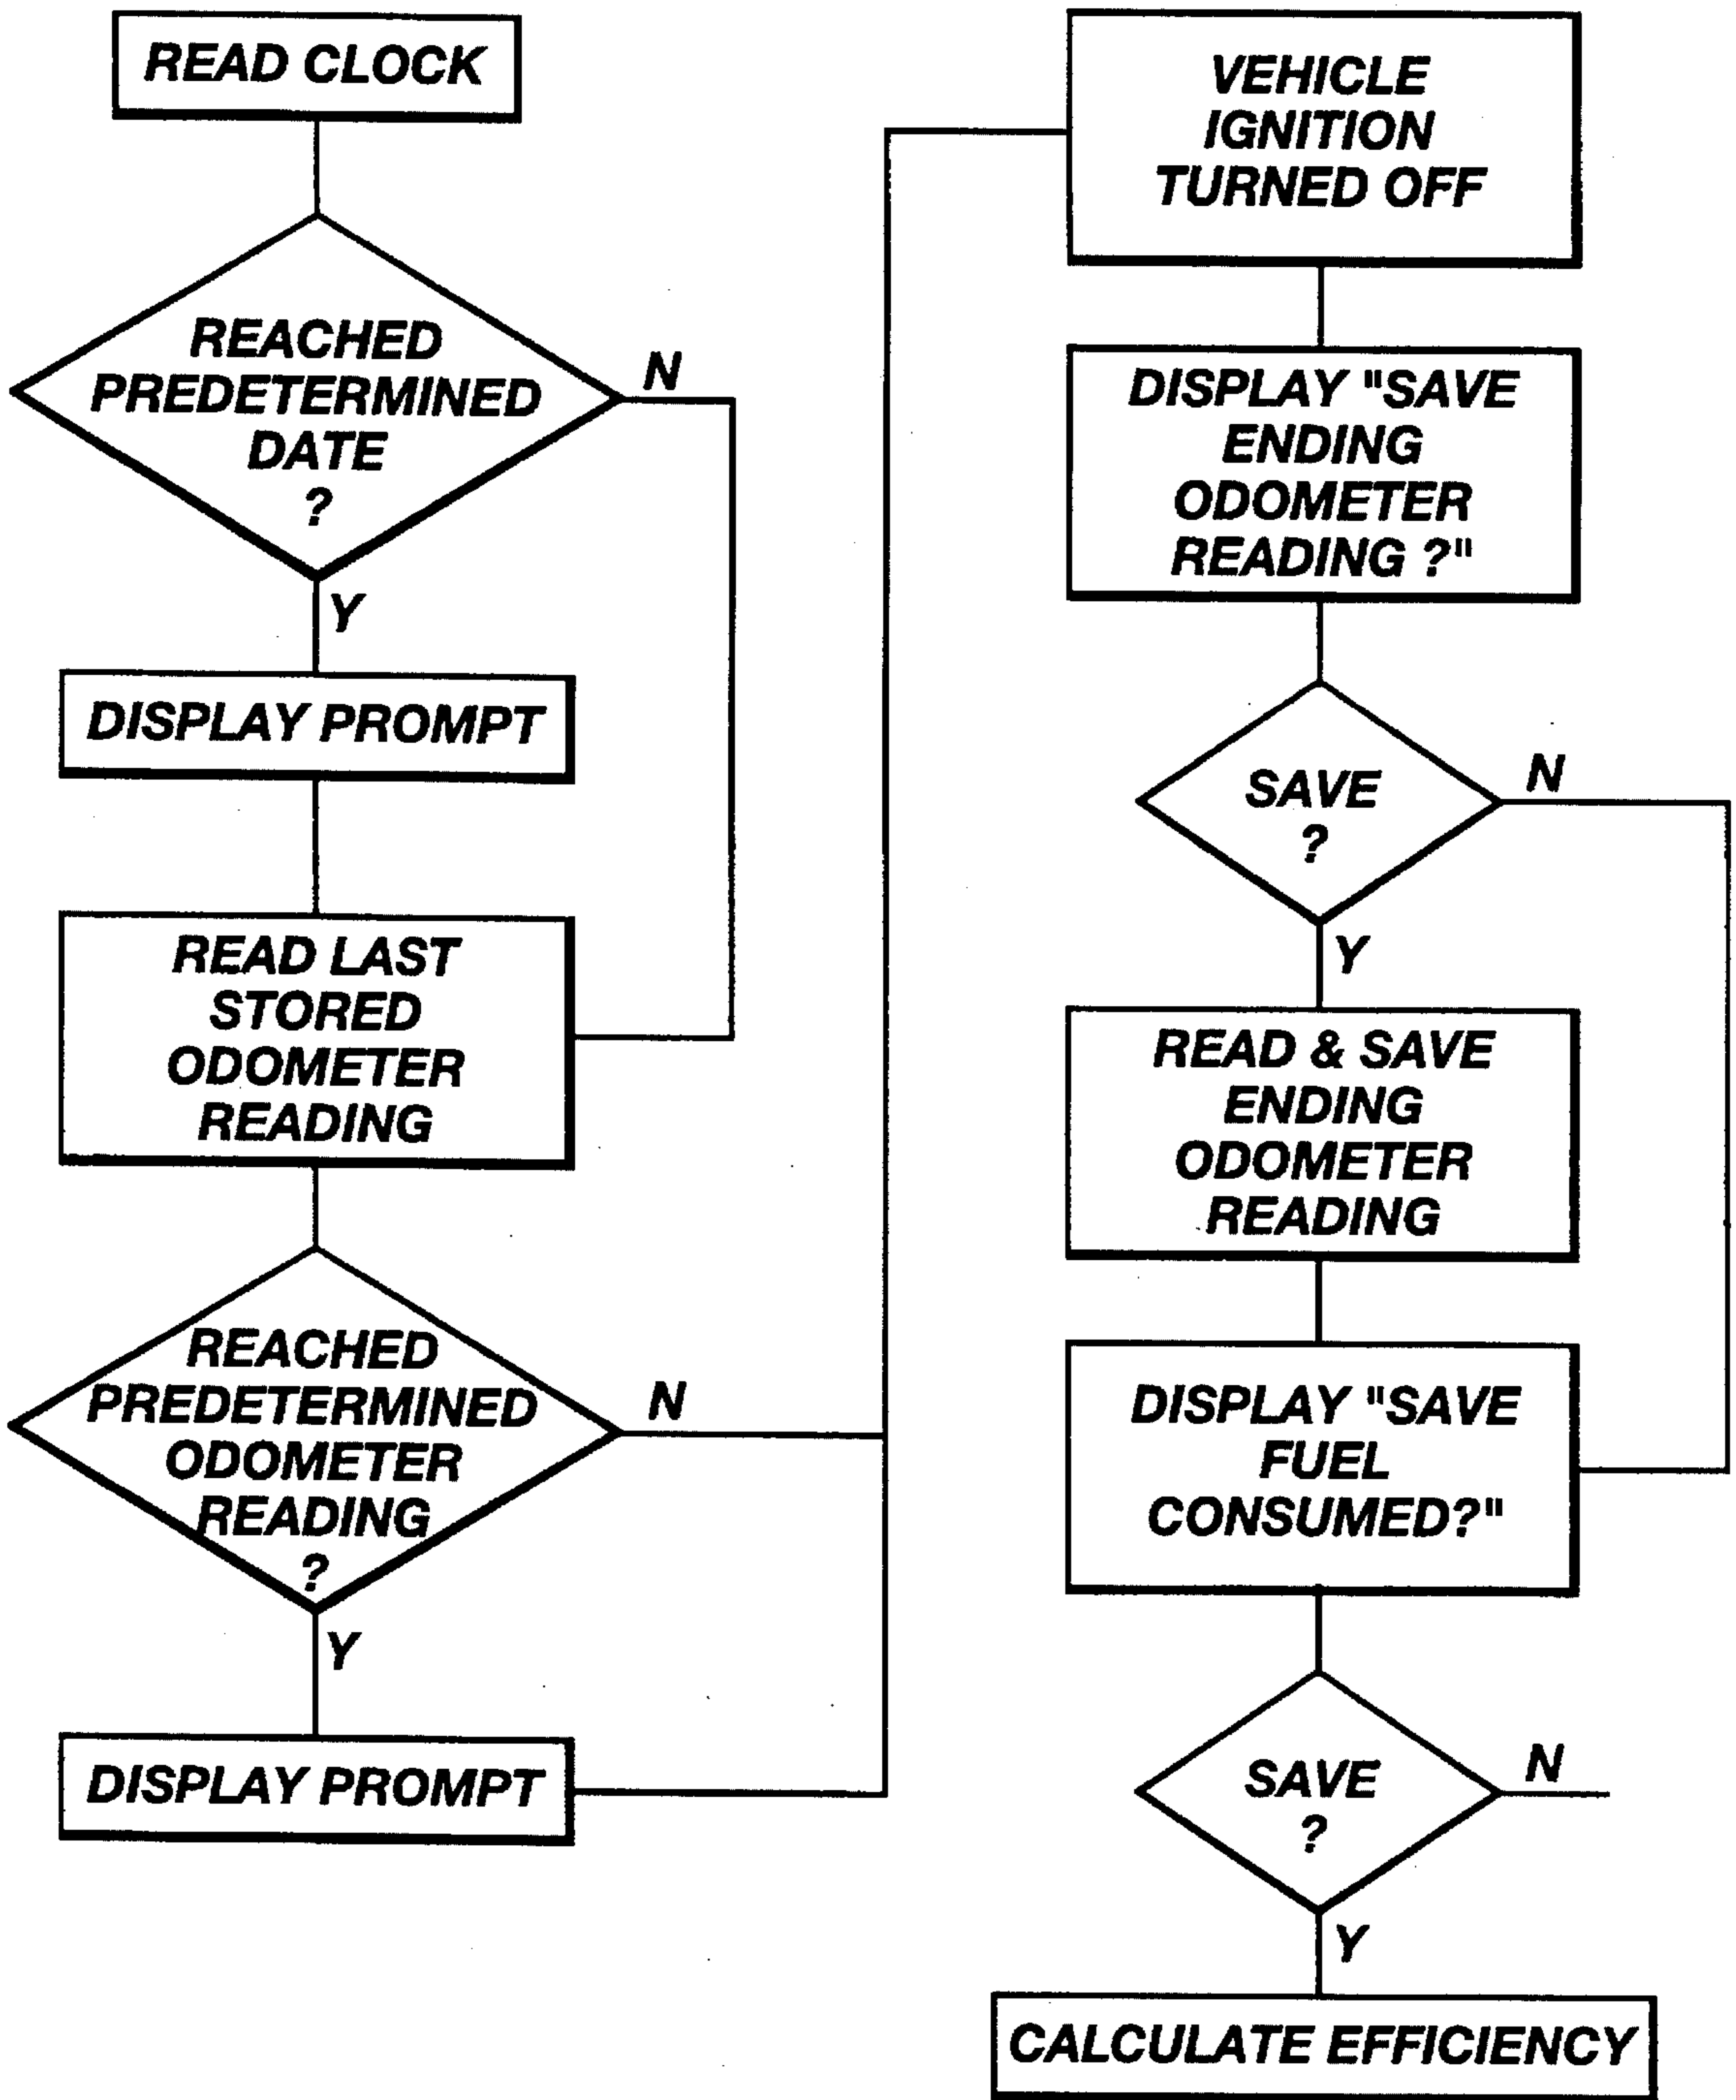 READ CLOCK
REACHED
PREDETERMINED
DATE
?
N
Y
DISPLAY PROMPT
READ LAST
STORED
ODOMETER
READING
REACHED
PREDETERMINED
ODOMETER
READING
?
N
Y
DISPLAY PROMPT
VEHICLE
IGNITION
TURNED OFF
DISPLAY "SAVE
ENDING
ODOMETER
READING ?"
SAVE
?
N
Y
READ & SAVE
ENDING
ODOMETER
READING
DISPLAY "SAVE
FUEL
CONSUMED?"
SAVE
?
N
Y
CALCULATE EFFICIENCY